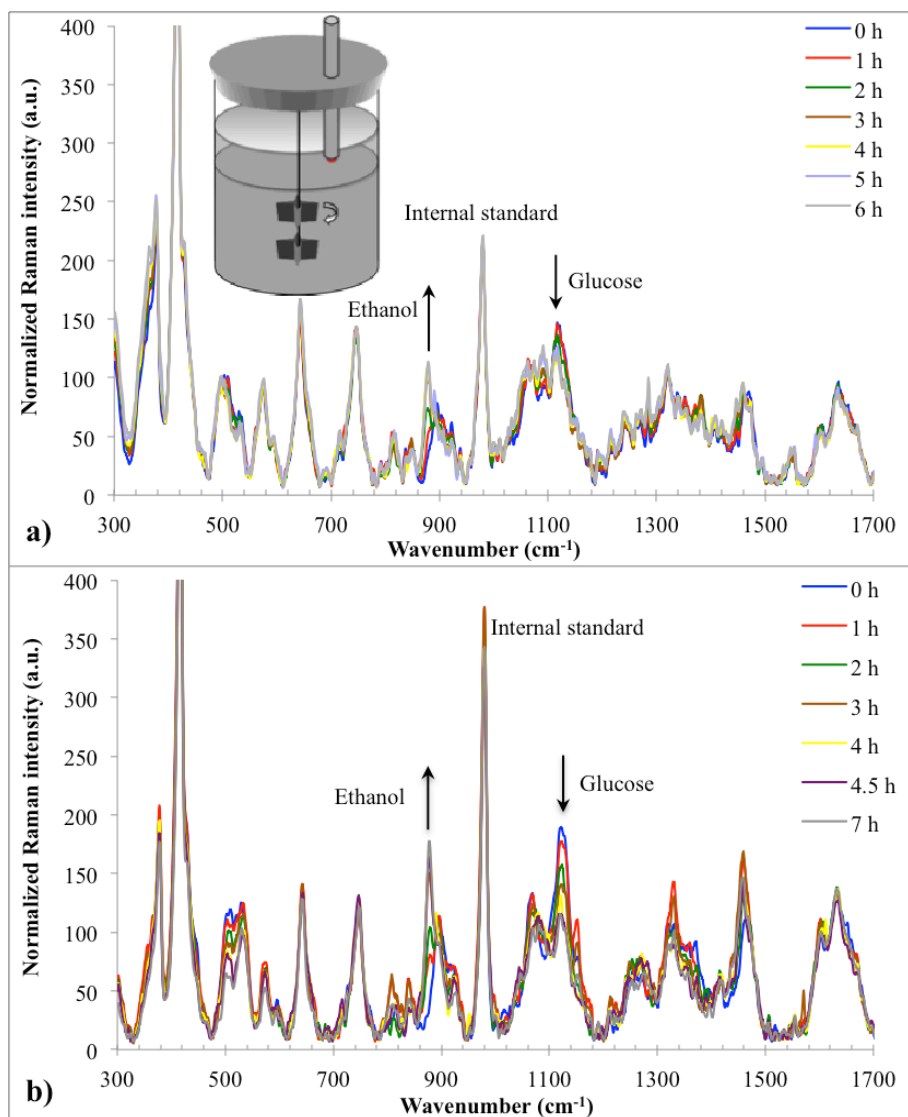 400
350
300
250
200
150
100
50
0
Normalized Raman intensity (a.u.)
0 h
1 h
2 h
3 h
4 h
5 h
6 h
Internal standard
Ethanol
Glucose
300 500 700 900 1100 1300 1500 1700
Wavenumber (cm-1)
a)
400
350
300
250
200
150
100
50
0
Normalized Raman intensity (a.u.)
0 h
1 h
2 h
3 h
4 h
4.5 h
7 h
Internal standard
Ethanol
Glucose
300 500 700 900 1100 1300 1500 1700
Wavenumber (cm-1)
b)